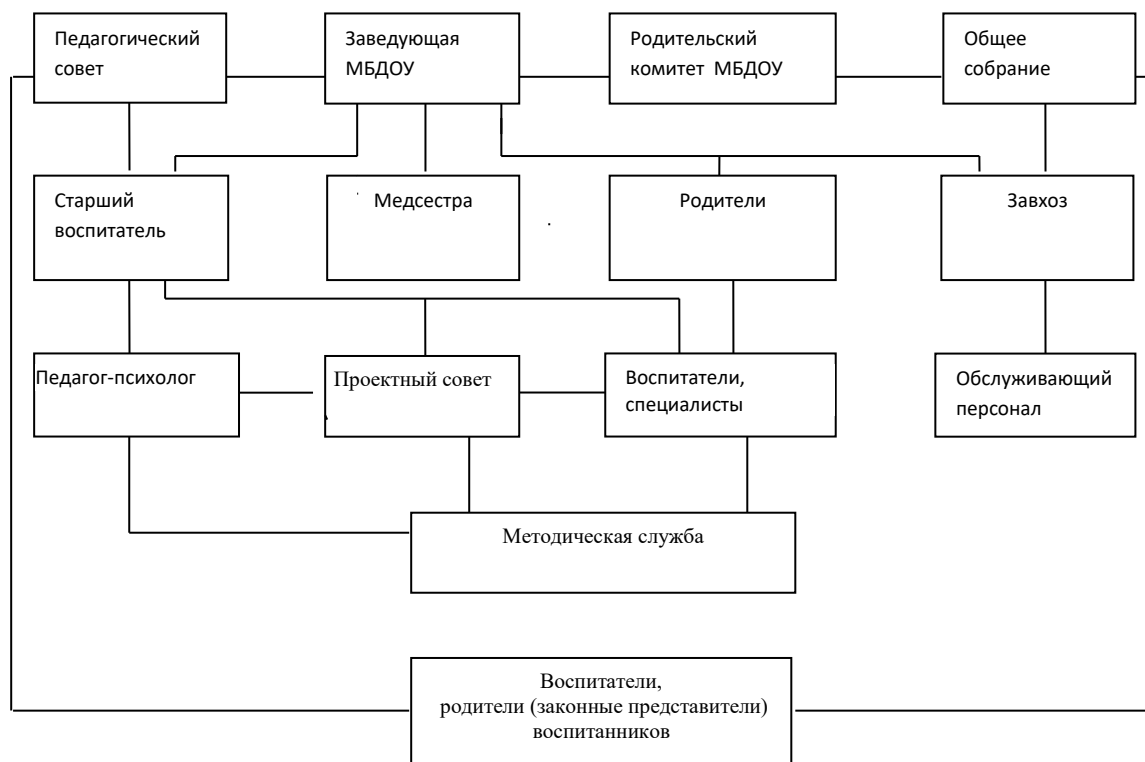 Педагогический
совет
Заведующая
МБДОУ
Родительский
комитет МБДОУ
Общее
собрание
Старший
воспитатель
Медсестра
Родители
Завхоз
Педагог-психолог
Проектный совет
Воспитатели,
специалисты
Обслуживающий
персонал
Методическая служба
Воспитатели,
родители (законные представители)
воспитанников